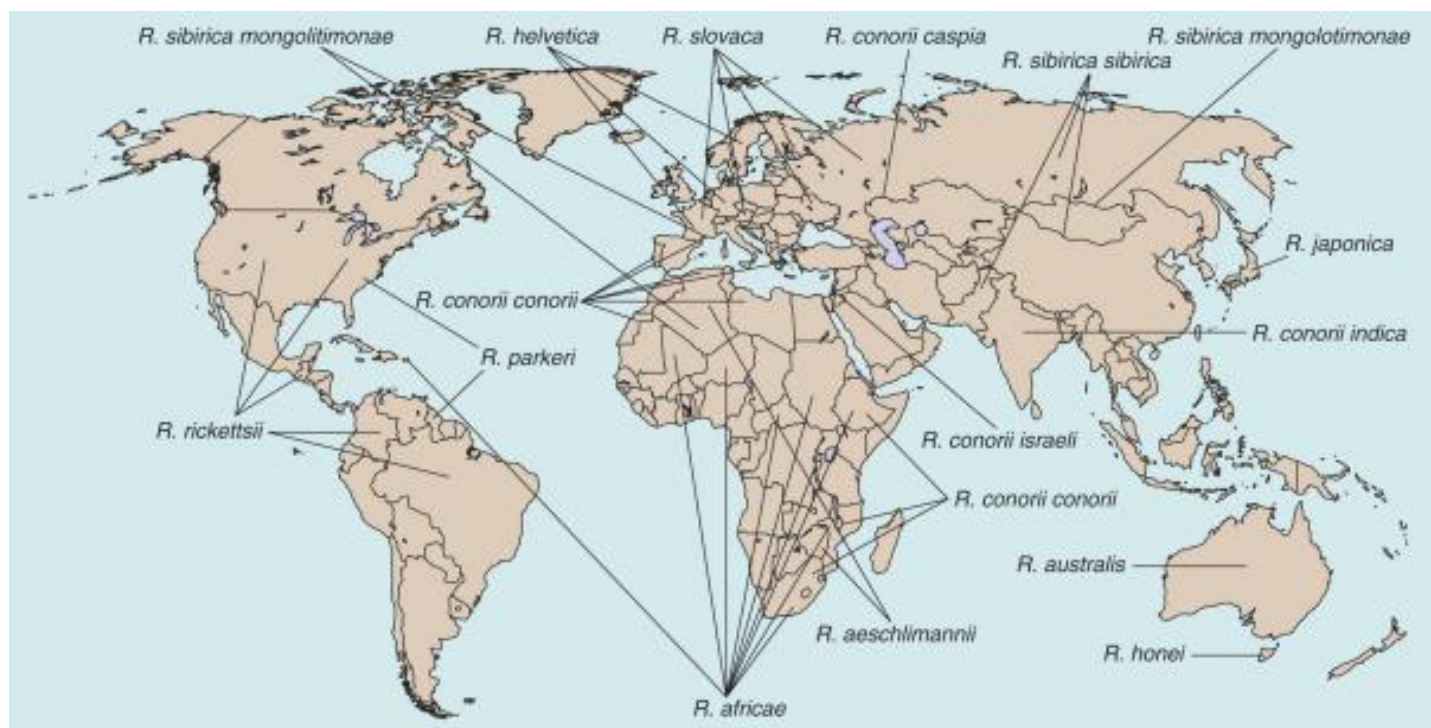 R. sibirica mongolitimonae
R. helvetica
R. slovaca
R. conorii caspia
R. sibirica mongolotimonae
R. sibirica sibirica
R. japonica
R. conorii conorii
R. conorii indica
R. parkeri
R. rickettsii
R. conorii israeli
R. conorii conorii
R. australis
R. aeschlimannii
R. honei
R. africae